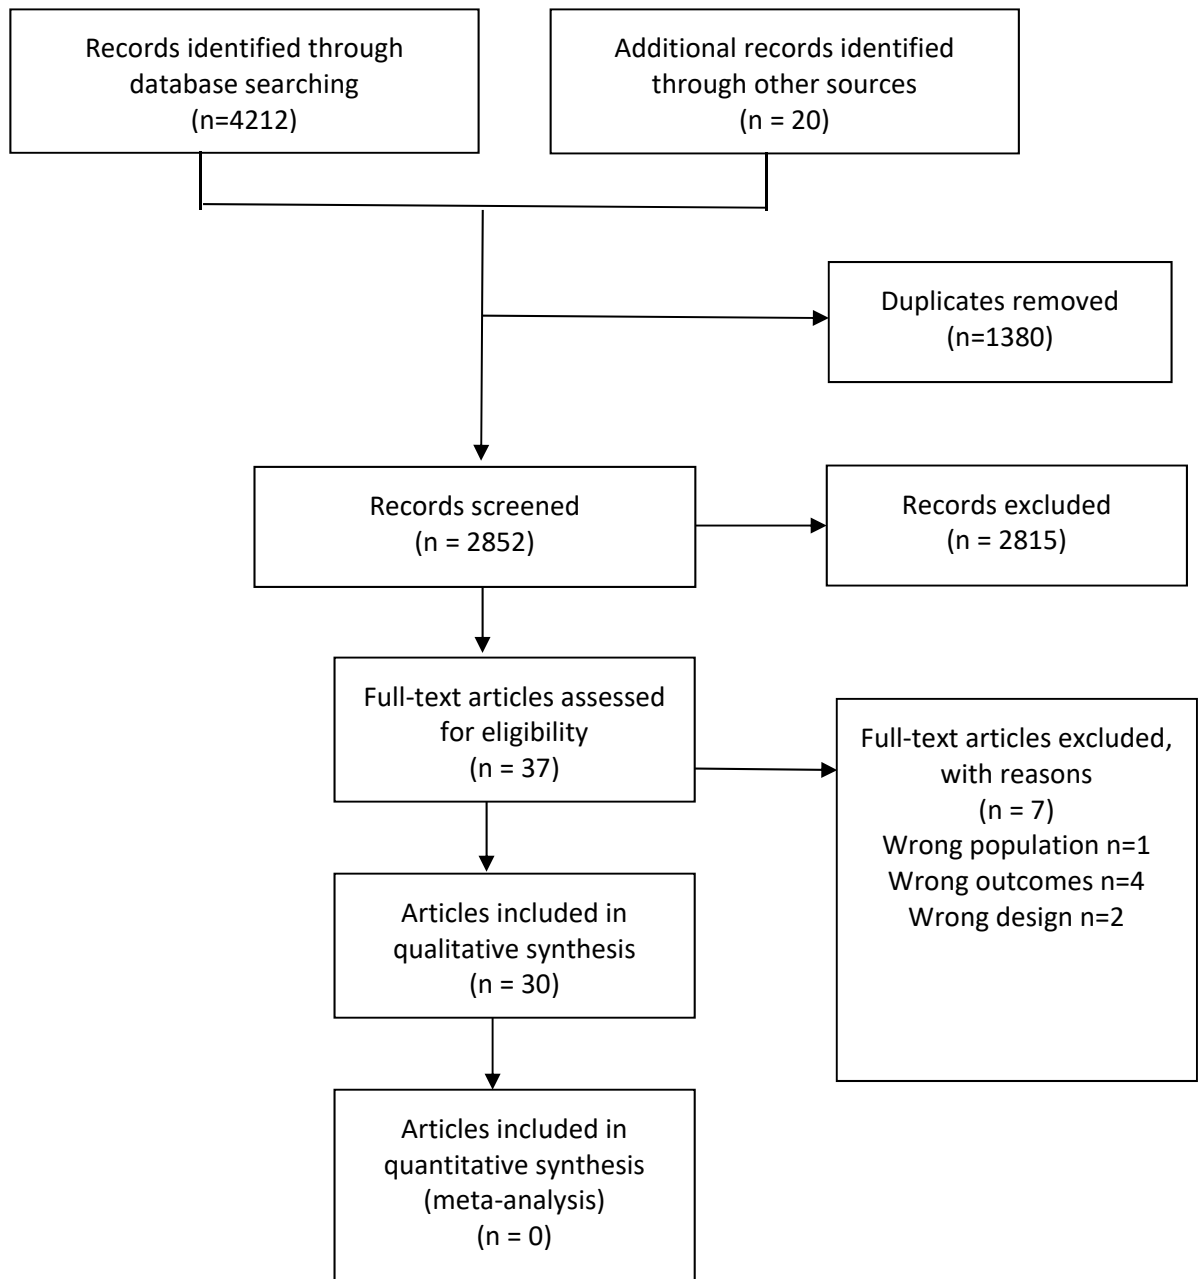 Records identified through
database searching
(n=4212)
Additional records identified
through other sources
(n = 20)
Duplicates removed
(n=1380)
Records screened
(n = 2852)
Records excluded
(n = 2815)
Full-text articles assessed
for eligibility
(n = 37)
Full-text articles excluded,
with reasons
(n = 7)
Wrong population n=1
Wrong outcomes n=4
Wrong design n=2
Articles included in
qualitative synthesis
(n = 30)
Articles included in
quantitative synthesis
(meta-analysis)
(n = 0)